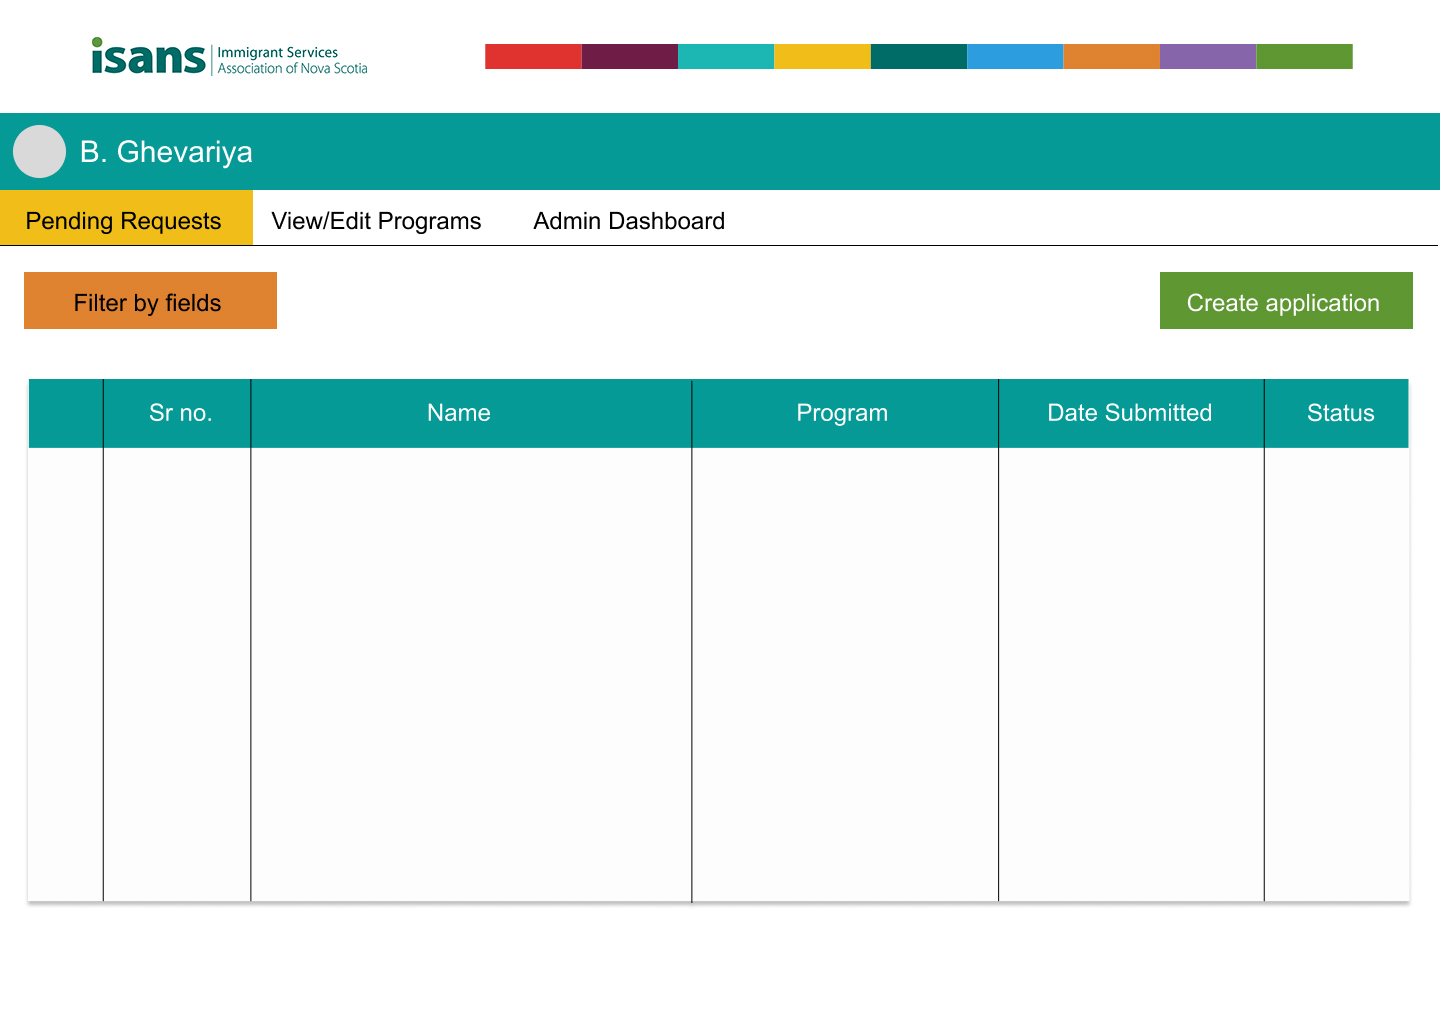 isans
Immigrant Services
Association of Nova Scotia
B. Ghevariya
Pending Requests View/Edit Programs Admin Dashboard
Filter by fields Create application
Sr no. Name Program Date Submitted Status